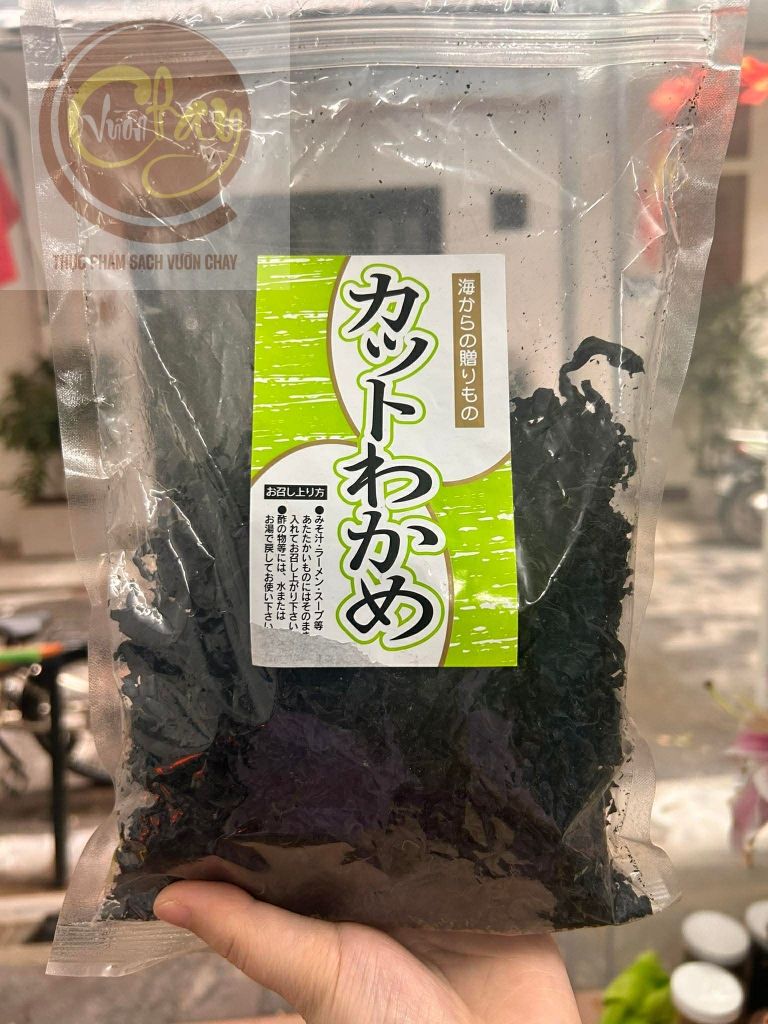 Vườn
Chay
THỰC PHẨM SẠCH VƯỜN CHAY
海からの贈りもの
カットわかめ
お召し上り方
●みそ汁・ラーメン・スープ等
あたたかいものにはそのまま
入れてお召し上がり下さい
●酢の物等には、水または
お湯で戻してお使い下さい